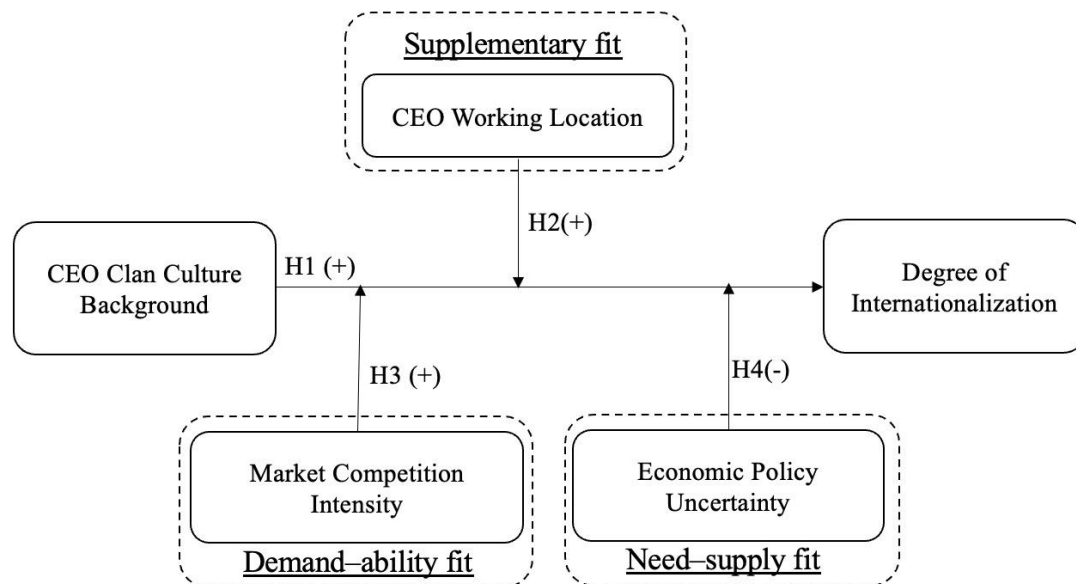 Supplementary fit
CEO Working Location
H2(+)
CEO Clan Culture
Background
H1 (+)
Degree of
Internationalization
H3 (+)
H4(-)
Market Competition
Intensity
Demand–ability fit
Economic Policy
Uncertainty
Need–supply fit